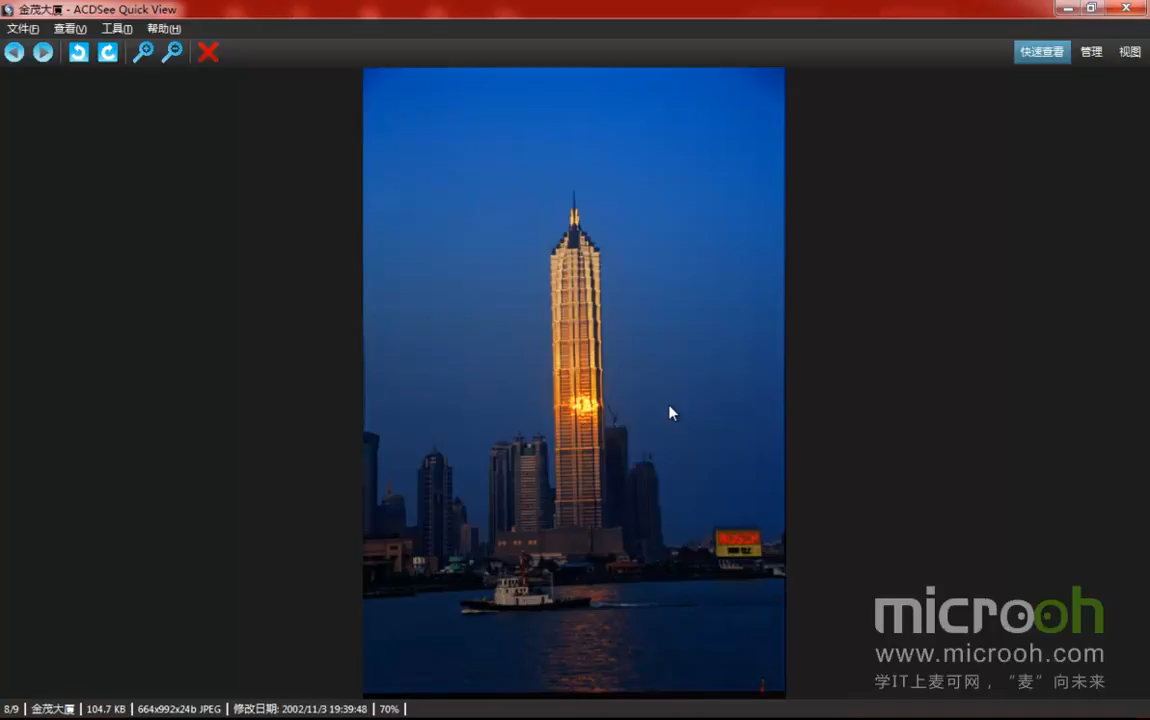 金茂大厦 - ACDSee Quick View
文件(F) 查看(V) 工具(T) 帮助(H)
快速查看 管理 视图
microoh
www.microoh.com
学IT上麦可网，“麦”向未来
8/9 金茂大厦 104.7 KB 664x992x24b JPEG 修改日期: 2002/11/3 19:39:48 70%